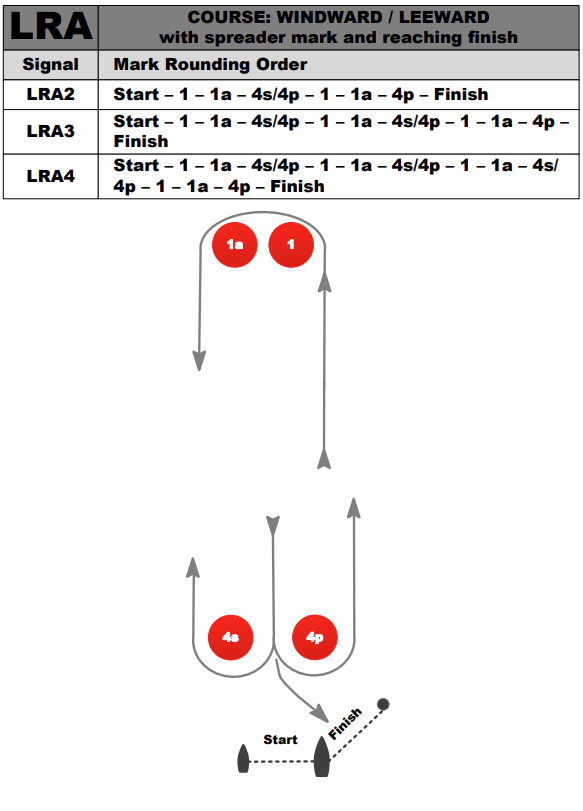 LRA
COURSE: WINDWARD / LEEWARD
with spreader mark and reaching finish
Signal
Mark Rounding Order
LRA2
Start – 1 – 1a – 4s/4p – 1 – 1a – 4p – Finish
LRA3
Start – 1 – 1a – 4s/4p – 1 – 1a – 4s/4p – 1 – 1a – 4p –
Finish
LRA4
Start – 1 – 1a – 4s/4p – 1 – 1a – 4s/4p – 1 – 1a – 4s/
4p – 1 – 1a – 4p – Finish
1a
1
4s
4p
Start
Finish